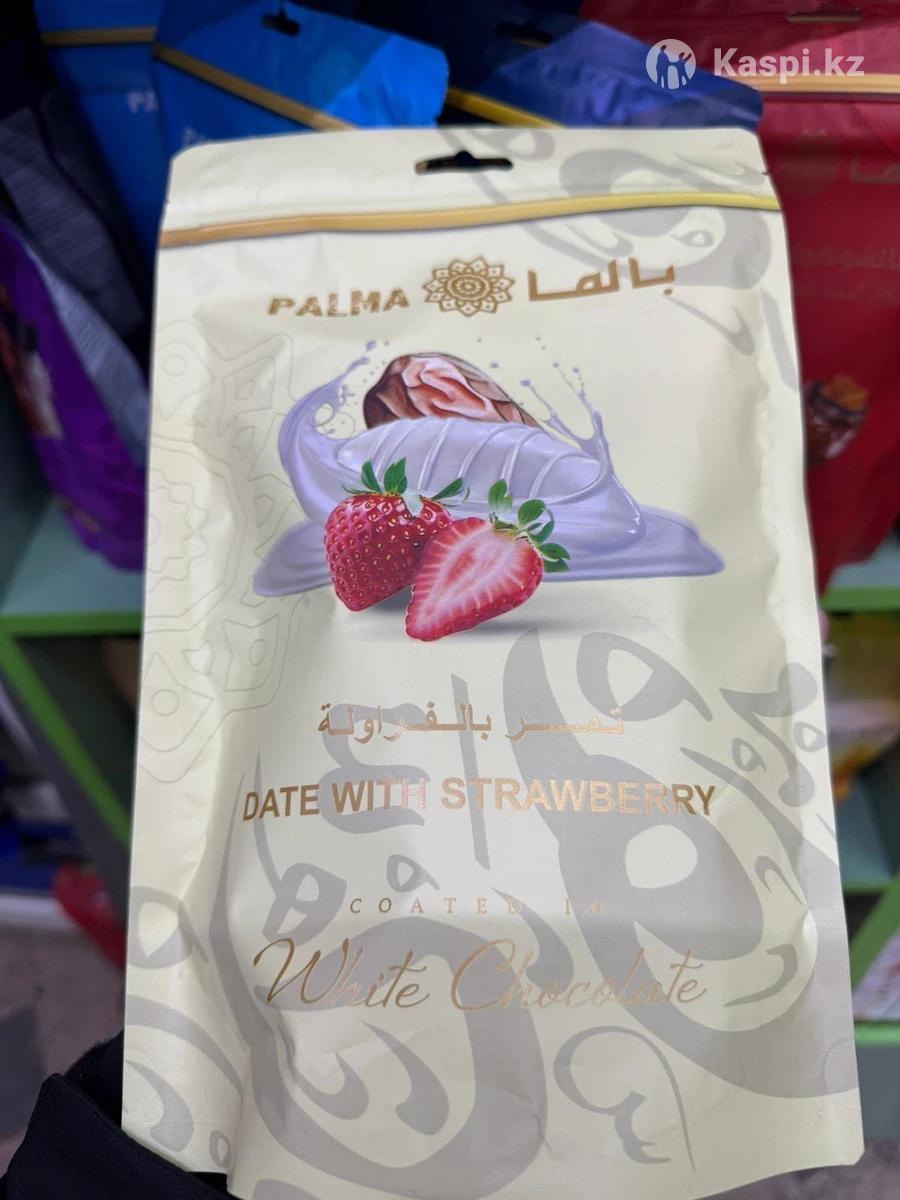 Kaspi.kz
PALMA بالما
تمر بالفراولة
DATE WITH STRAWBERRY
COATED IN
White Chocolate